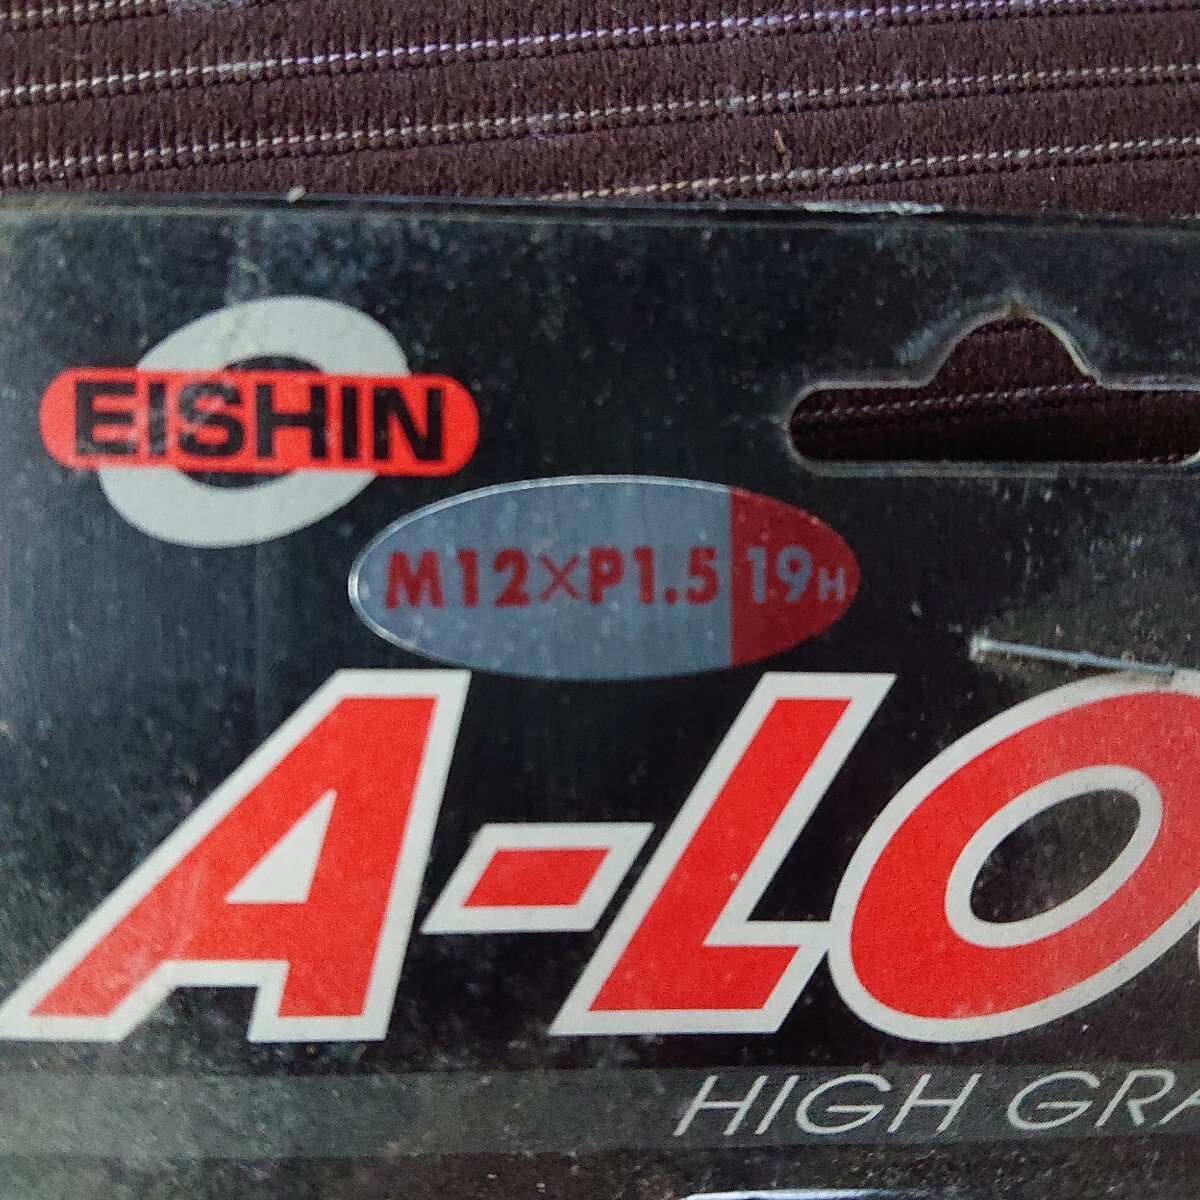 EISHIN
M12×P1.5 19H
A-LO
HIGH GRA